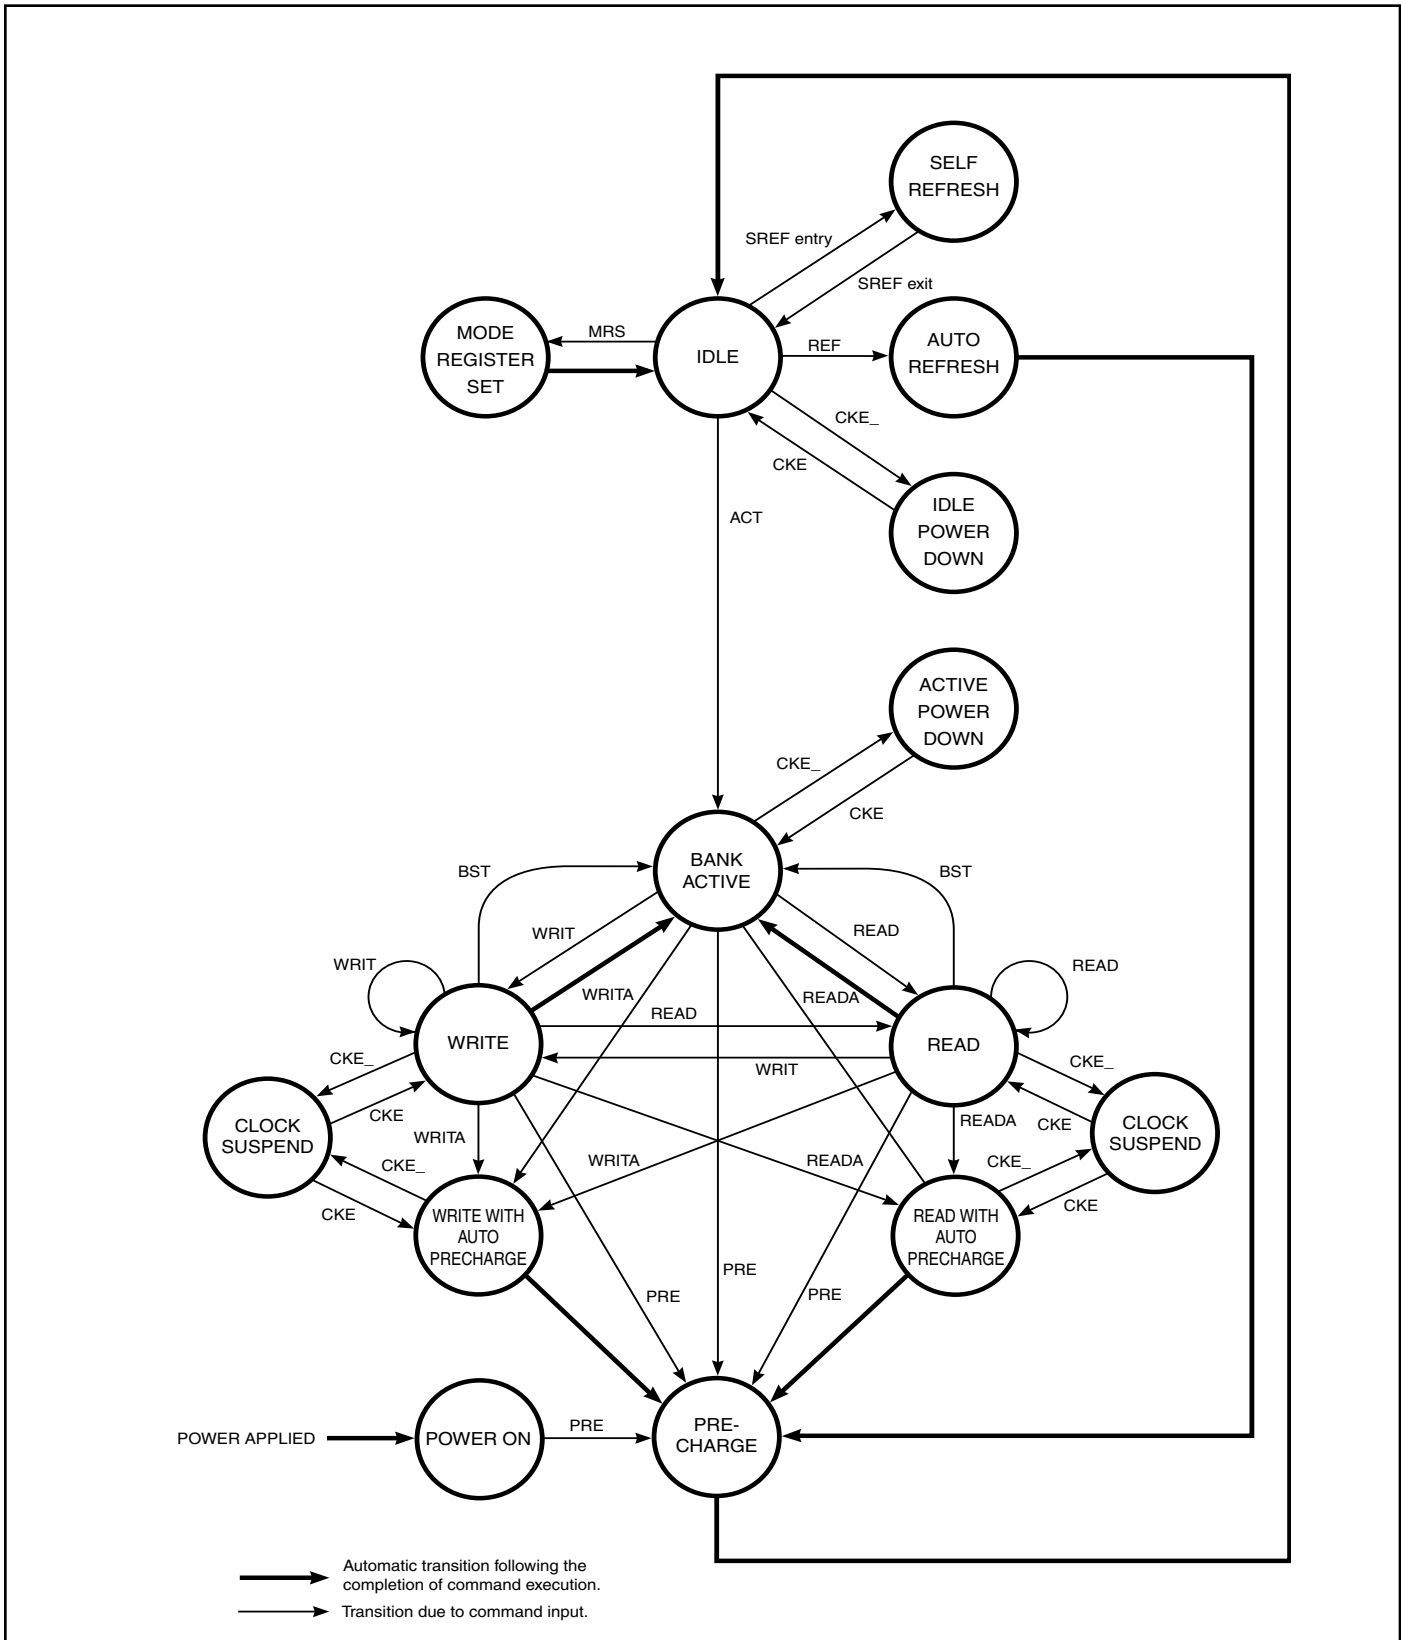 SELF
REFRESH
SREF entry
SREF exit
MODE
REGISTER
SET
MRS
IDLE
REF
AUTO
REFRESH
CKE_
CKE
IDLE
POWER
DOWN
ACT
ACTIVE
POWER
DOWN
CKE_
CKE
BANK
ACTIVE
BST
BST
WRIT
READ
WRIT
READ
WRITA
READA
READ
WRITE
READ
WRIT
CKE_
CKE_
CKE
CKE
CLOCK
SUSPEND
CLOCK
SUSPEND
WRITA
READA
CKE_
WRITA
READA
CKE_
CKE
CKE
WRITE WITH
AUTO
PRECHARGE
READ WITH
AUTO
PRECHARGE
PRE
PRE
PRE
POWER APPLIED
POWER ON
PRE
PRE-
CHARGE
Automatic transition following the
completion of command execution.
Transition due to command input.